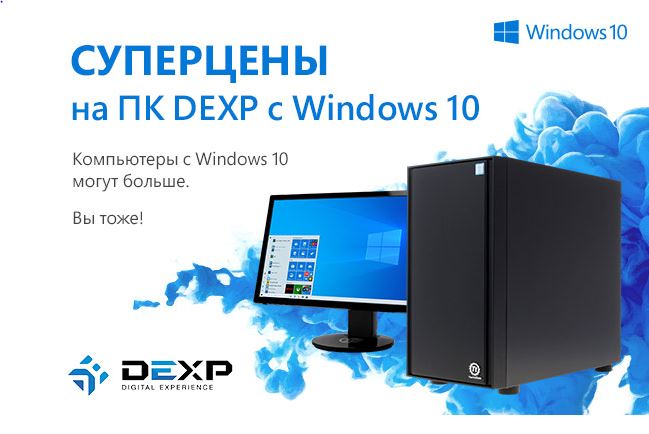 Windows 10
СУПЕРЦЕНЫ
на ПК DEXP с Windows 10
Компьютеры с Windows 10
могут больше.
Вы тоже!
DEXP
DIGITAL EXPERIENCE